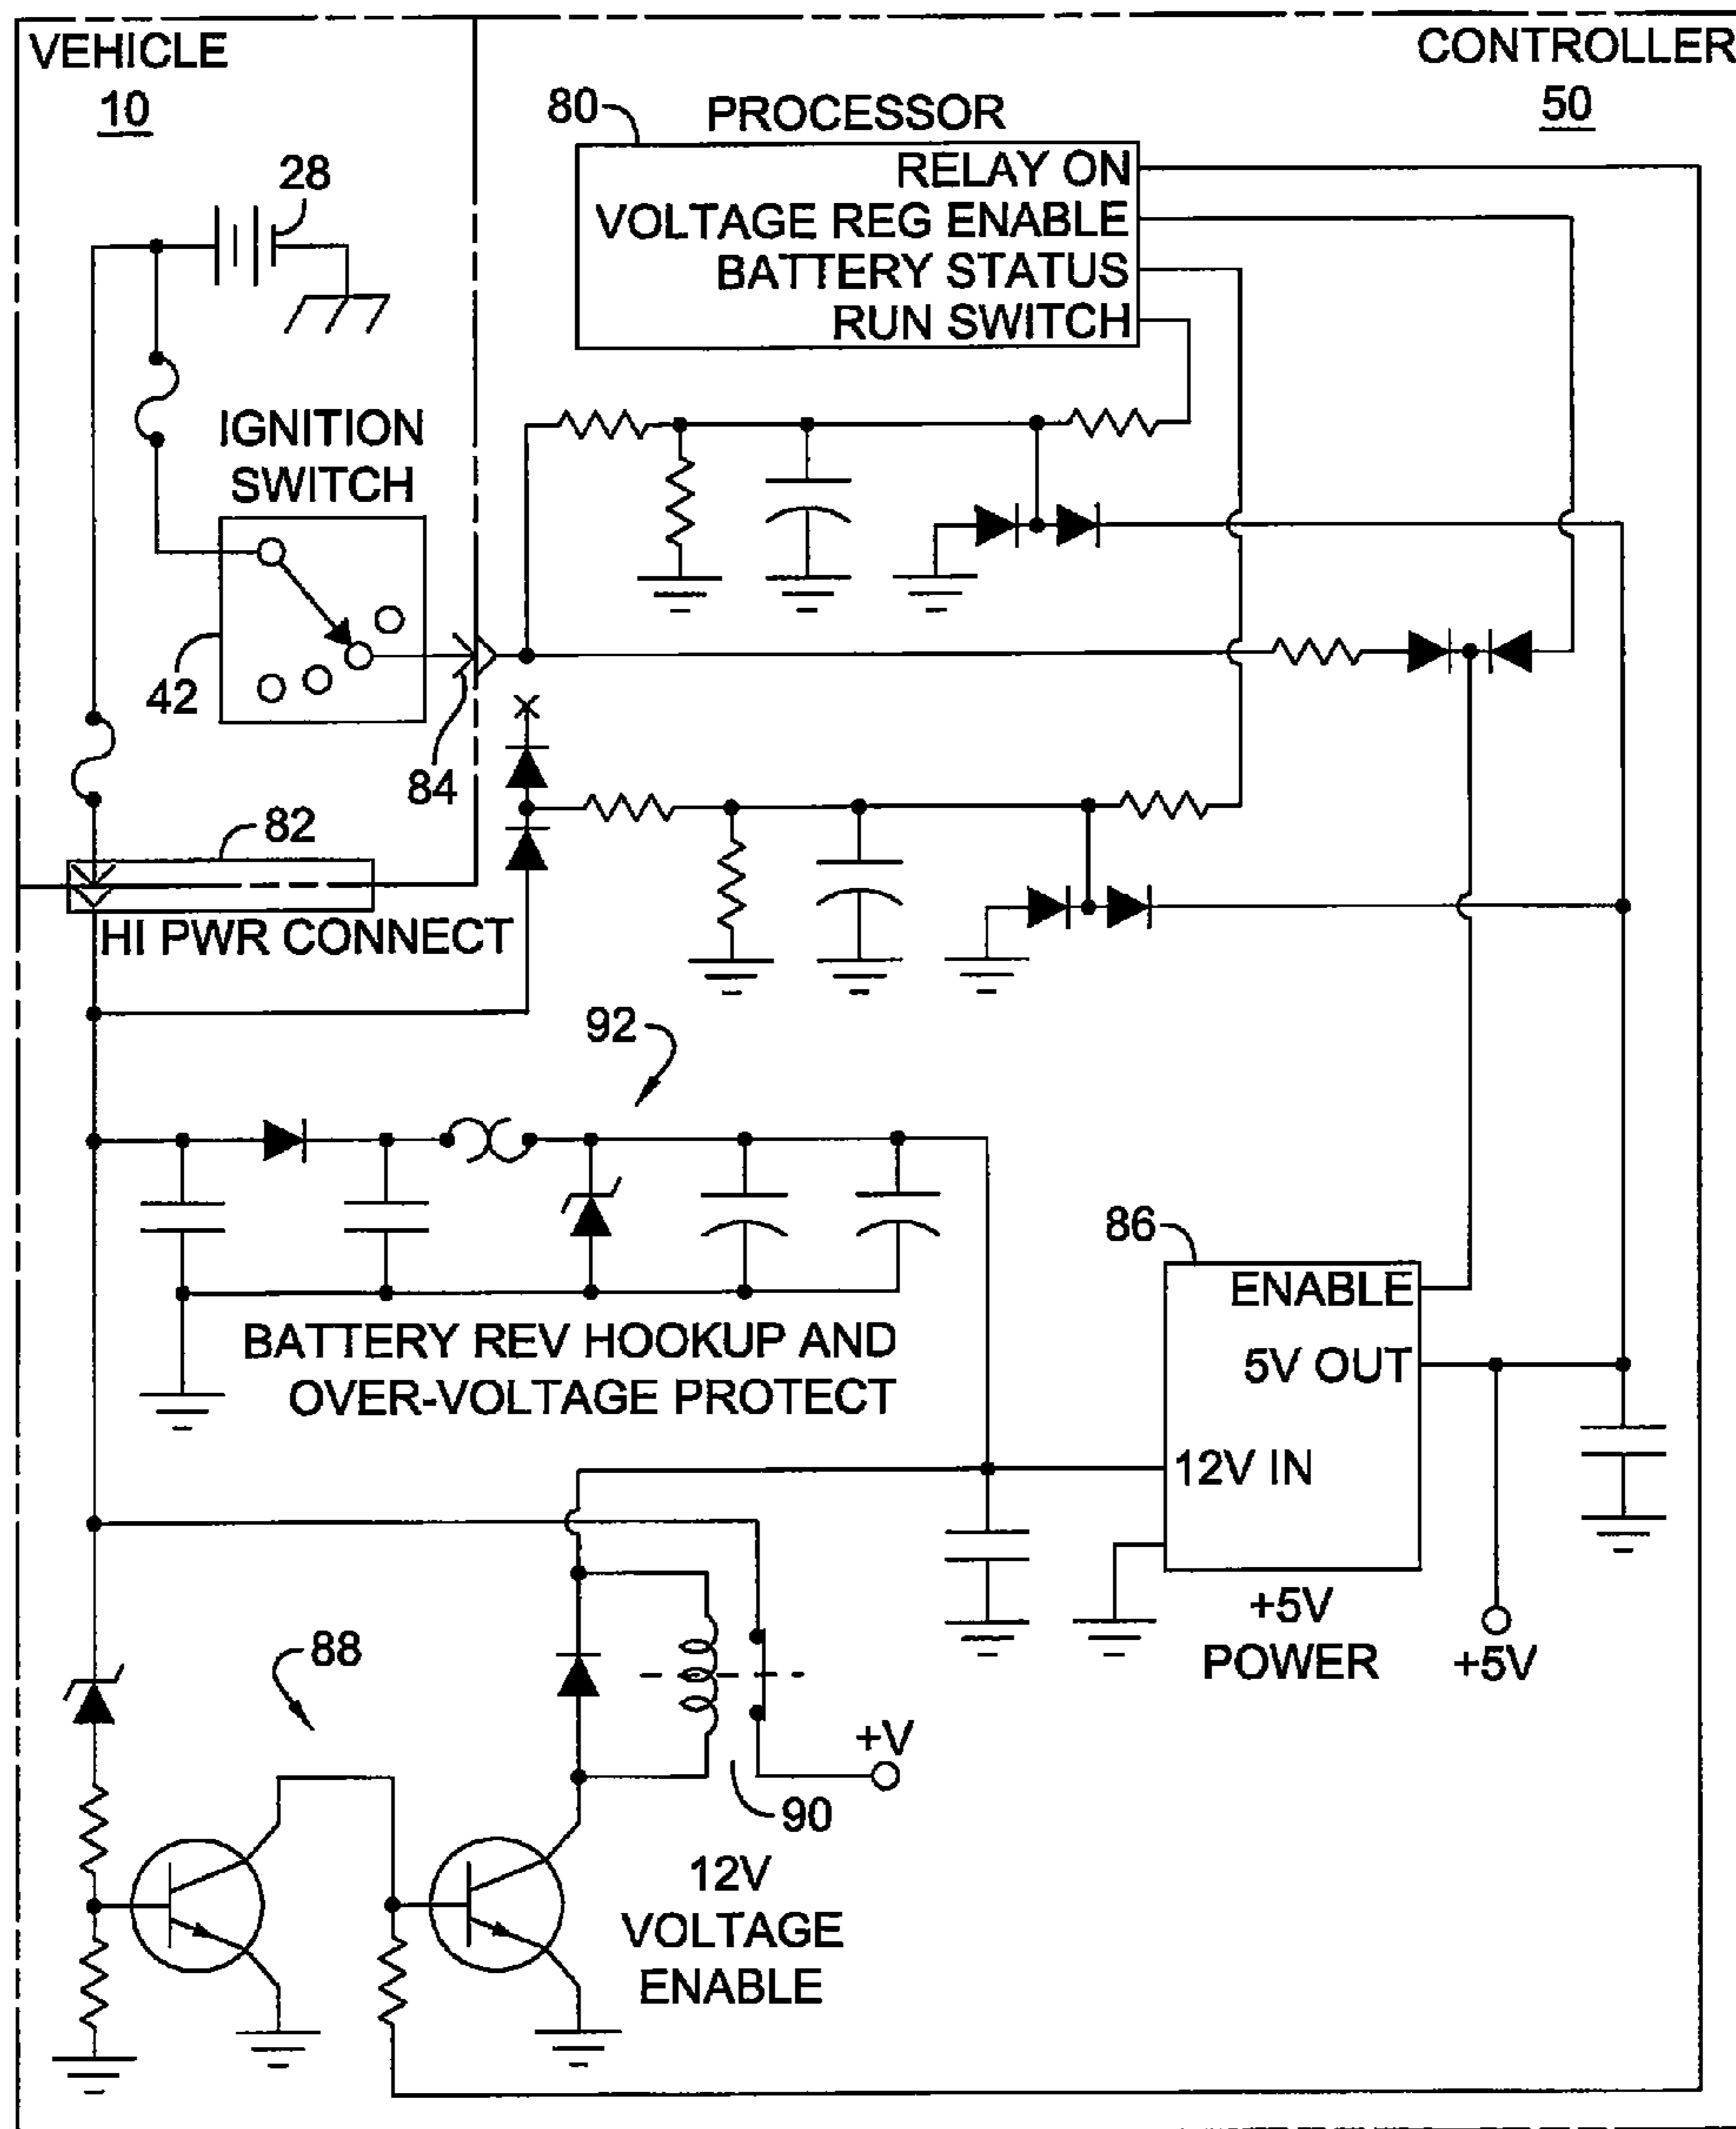 VEHICLE
10
CONTROLLER
50
80
PROCESSOR
RELAY ON
VOLTAGE REG ENABLE
BATTERY STATUS
RUN SWITCH
28
IGNITION
SWITCH
42
84
82
HI PWR CONNECT
92
BATTERY REV HOOKUP AND
OVER-VOLTAGE PROTECT
86
ENABLE
5V OUT
12V IN
+5V
POWER
+5V
88
+V
90
12V
VOLTAGE
ENABLE